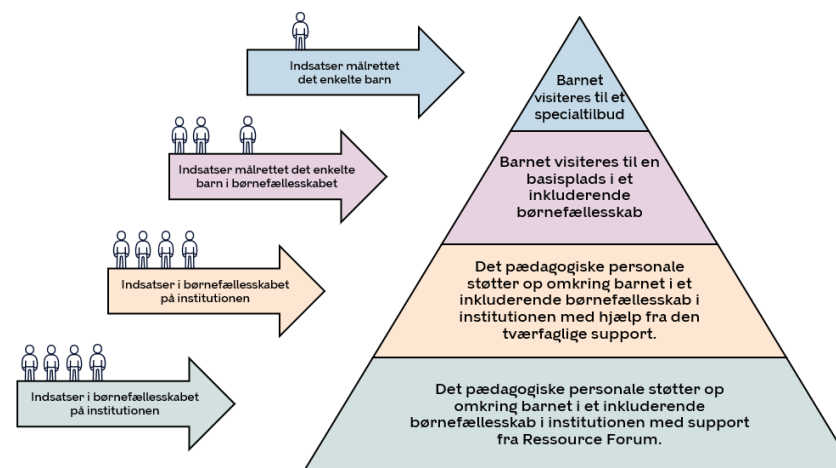 Indsatser målrettet
det enkelte barn
Barnet
visiteres til et
specialtilbud
Indsatser målrettet det enkelte
barn i børnefællesskabet
Barnet visiteres til en
basisplads i et
inkluderende
børnefællesskab
Indsatser i børnefællesskabet
på institutionen
Det pædagogiske personale
støtter op omkring barnet i et
inkluderende børnefællesskab i
institutionen med hjælp fra den
tværfaglige support.
Indsatser i børnefællesskabet
på institutionen
Det pædagogiske personale støtter op
omkring barnet i et inkluderende
børnefællesskab i institutionen med support
fra Ressource Forum.